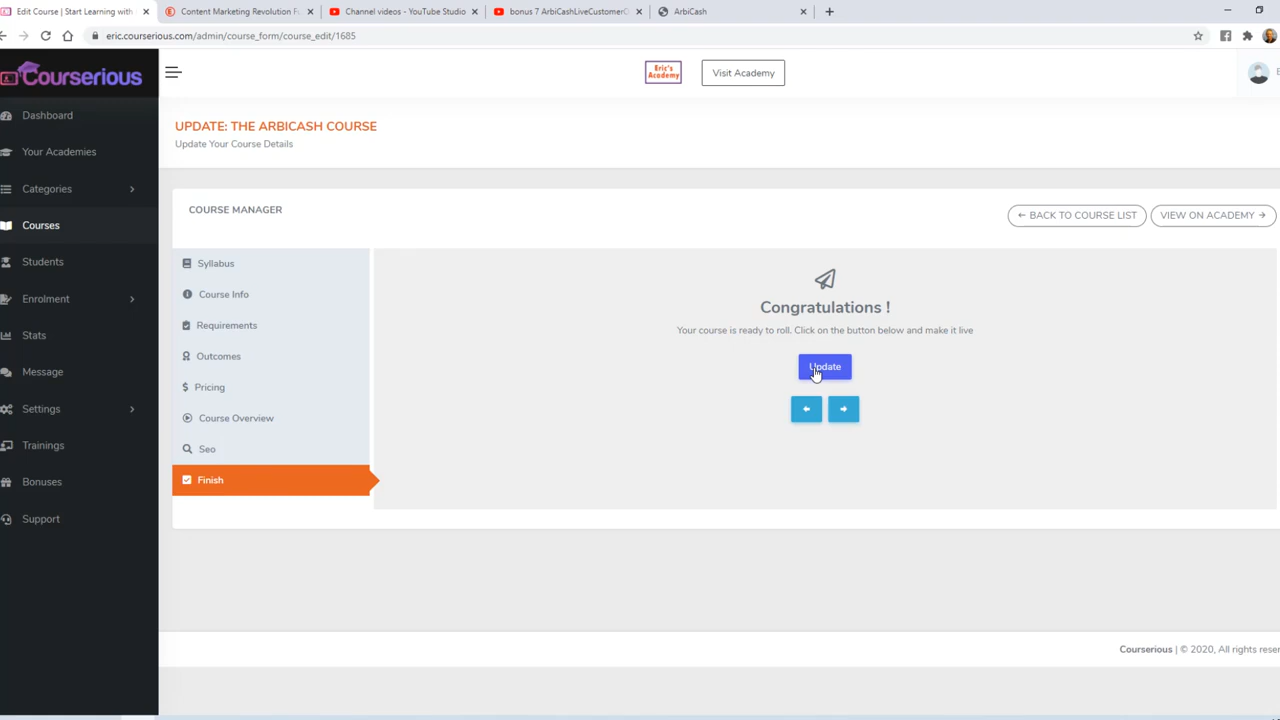 Edit Course | Start Learning with
Content Marketing Revolution F
Channel videos - YouTube Studio
bonus 7 ArbiCashLiveCustomer
ArbiCash
eric.courserious.com/admin/course_form/course_edit/1685
Courserious
Eric's
Academy
Visit Academy
Dashboard
Your Academies
Categories
Courses
Students
Enrolment
Stats
Message
Settings
Trainings
Bonuses
Support
UPDATE: THE ARBICASH COURSE
Update Your Course Details
COURSE MANAGER
← BACK TO COURSE LIST
VIEW ON ACADEMY →
Syllabus
Course Info
Requirements
Outcomes
Pricing
Course Overview
Seo
Finish
Congratulations !
Your course is ready to roll. Click on the button below and make it live
Update
Courserious | © 2020, All rights reser